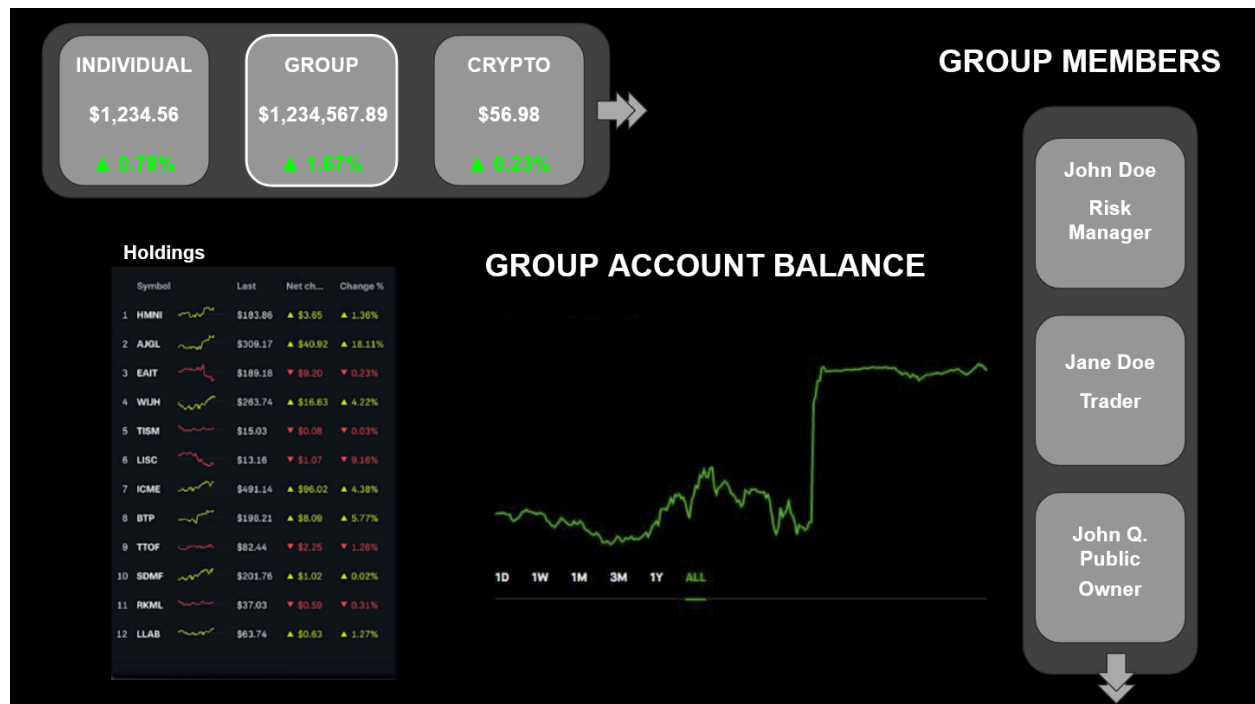 INDIVIDUAL
$1,234.56
▲ 0.78%
GROUP
$1,234,567.89
▲ 1.67%
CRYPTO
$56.98
▲ 0.23%
GROUP MEMBERS
John Doe
Risk
Manager
Jane Doe
Trader
John Q.
Public
Owner
Holdings
Symbol Last Net ch... Change %
1 HMNI $183.86 ▲ $3.65 ▲ 1.36%
2 AJGL $309.17 ▲ $40.92 ▲ 18.11%
3 EAIT $189.18 ▼ $9.20 ▼ 0.23%
4 WIJH $263.74 ▲ $16.63 ▲ 4.22%
5 TISM $15.03 ▼ $0.08 ▼ 0.03%
6 LISC $13.16 ▼ $1.07 ▼ 9.16%
7 ICME $491.14 ▲ $96.02 ▲ 4.38%
8 BTP $198.21 ▲ $8.09 ▲ 5.77%
9 TTOF $82.44 ▼ $2.25 ▼ 1.26%
10 SDMF $201.76 ▲ $1.02 ▲ 0.02%
11 RKML $37.03 ▼ $0.59 ▼ 0.31%
12 LLAB $63.74 ▲ $0.63 ▲ 1.27%
GROUP ACCOUNT BALANCE
1D 1W 1M 3M 1Y ALL